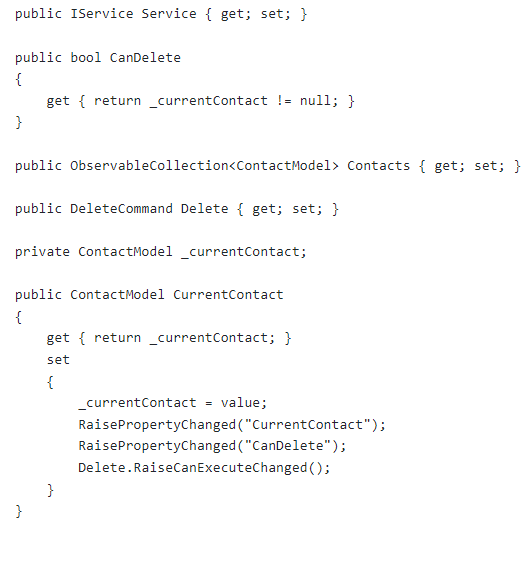 public IService Service { get; set; }
public bool CanDelete
{
    get { return _currentContact != null; }
}
public ObservableCollection<ContactModel> Contacts { get; set; }
public DeleteCommand Delete { get; set; }
private ContactModel _currentContact;
public ContactModel CurrentContact
{
    get { return _currentContact; }
    set
    {
        _currentContact = value;
        RaisePropertyChanged("CurrentContact");
        RaisePropertyChanged("CanDelete");
        Delete.RaiseCanExecuteChanged();
    }
}